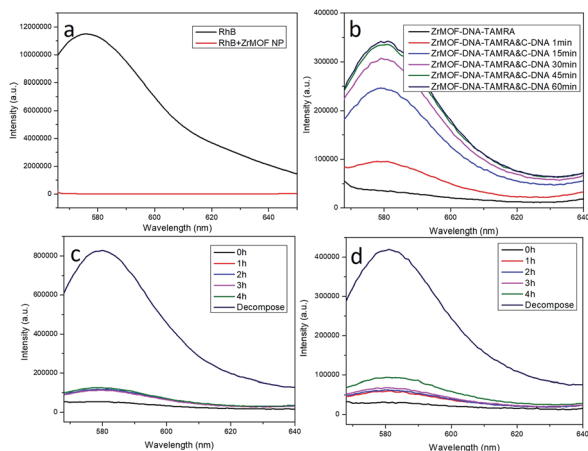 a
RhB
RhB+ZrMOF NP
12000000
10000000
8000000
6000000
4000000
2000000
0
Intensity (a.u.)
580
600
620
640
Wavelength (nm)
b
ZrMOF-DNA-TAMRA
ZrMOF-DNA-TAMRA&C-DNA 1min
ZrMOF-DNA-TAMRA&C-DNA 15min
ZrMOF-DNA-TAMRA&C-DNA 30min
ZrMOF-DNA-TAMRA&C-DNA 45min
ZrMOF-DNA-TAMRA&C-DNA 60min
400000
300000
200000
100000
0
Intensity (a.u.)
580
600
620
640
Wavelength (nm)
c
0h
1h
2h
3h
4h
Decompose
800000
600000
400000
200000
0
Intensity (a.u.)
580
600
620
640
Wavelength (nm)
d
0h
1h
2h
3h
4h
Decompose
400000
300000
200000
100000
0
Intensity (a.u.)
580
600
620
640
Wavelength (nm)